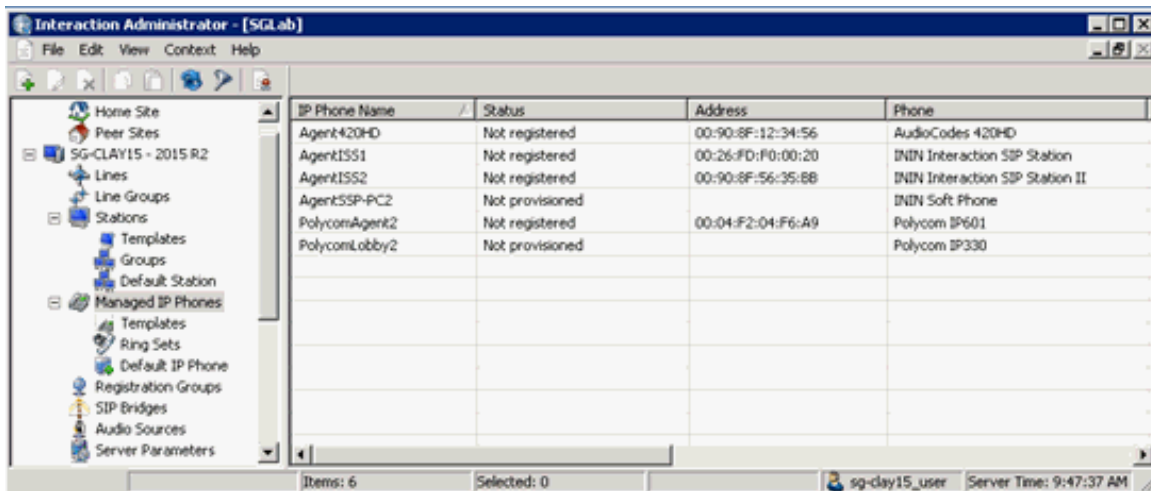 Interaction Administrator - [SGLab]
File Edit View Context Help
Home Site
Peer Sites
SG-CLAY15 - 2015 R2
Lines
Line Groups
Stations
Templates
Groups
Default Station
Managed IP Phones
Templates
Ring Sets
Default IP Phone
Registration Groups
SIP Bridges
Audio Sources
Server Parameters
IP Phone Name Status Address Phone
Agent420HD Not registered 00:90:8F:12:34:56 AudioCodes 420HD
AgentISS1 Not registered 00:26:FD:F0:00:20 ININ Interaction SIP Station
AgentISS2 Not registered 00:90:8F:56:35:8B ININ Interaction SIP Station II
AgentSSP-PC2 Not provisioned ININ Soft Phone
PolycomAgent2 Not registered 00:04:F2:04:F6:A9 Polycom IP601
PolycomLobby2 Not provisioned Polycom IP330
Items: 6 Selected: 0 sg-clay15_user Server Time: 9:47:37 AM